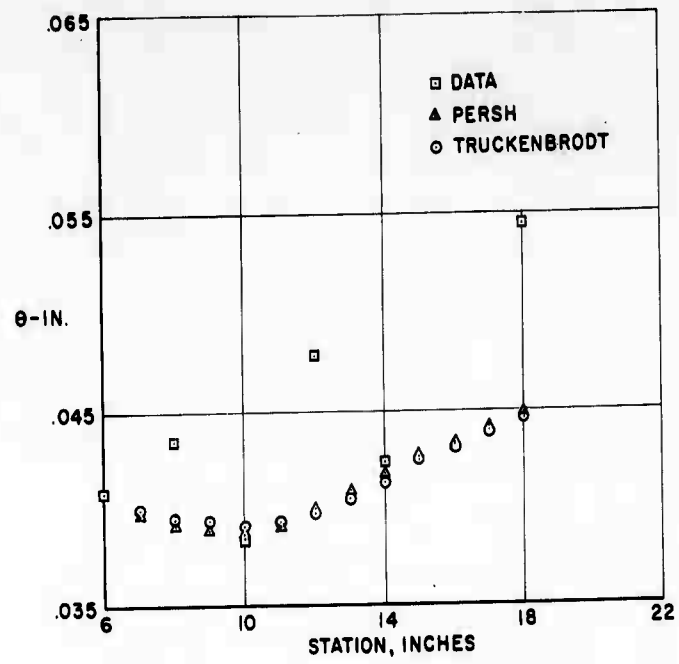 .065
DATA
PERSH
TRUCKENBRODT
.055
θ-IN.
.045
.035
6 10 14 18 22
STATION, INCHES